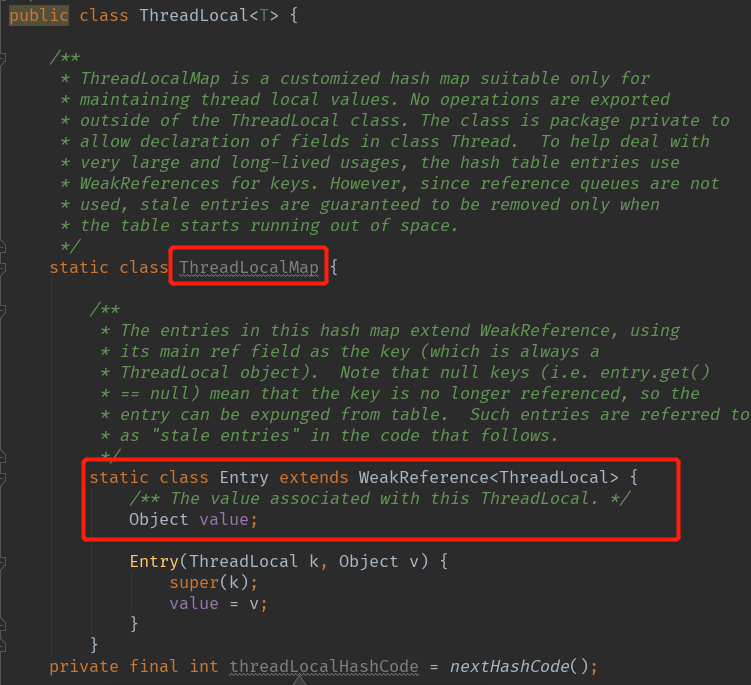 public class ThreadLocal<T> {
/**
* ThreadLocalMap is a customized hash map suitable only for
* maintaining thread local values. No operations are exported
* outside of the ThreadLocal class. The class is package private to
* allow declaration of fields in class Thread.  To help deal with
* very large and long-lived usages, the hash table entries use
* WeakReferences for keys. However, since reference queues are not
* used, stale entries are guaranteed to be removed only when
* the table starts running out of space.
*/
static class ThreadLocalMap {
/**
* The entries in this hash map extend WeakReference, using
* its main ref field as the key (which is always a
* ThreadLocal object).  Note that null keys (i.e. entry.get()
* == null) mean that the key is no longer referenced, so the
* entry can be expunged from table.  Such entries are referred to
* as "stale entries" in the code that follows.
*/
static class Entry extends WeakReference<ThreadLocal> {
/** The value associated with this ThreadLocal. */
Object value;
Entry(ThreadLocal k, Object v) {
super(k);
value = v;
}
}
private final int threadLocalHashCode = nextHashCode();